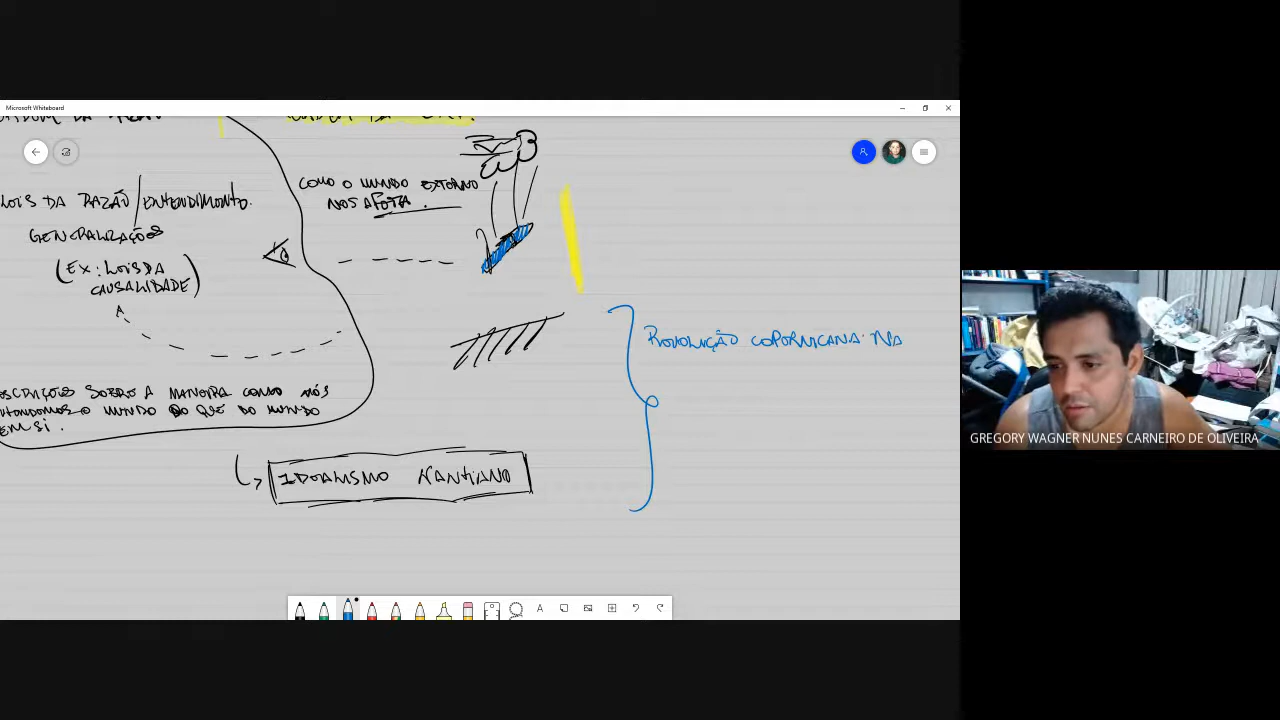 Microsoft Whiteboard
COMO O MUNDO EXTERNO
NOS AFETA.
LEIS DA RAZÃO/ENTENDIMENTO.
GENERALIZAÇÕES
(EX: LEIS DA
CAUSALIDADE)
REVOLUÇÃO COPERNICANA: NA
SOBRE A MANEIRA COMO NÓS
O MUNDO DO QUE DO MUNDO
EM SI.
IDEALISMO KANTIANO
GREGORY WAGNER NUNES CARNEIRO DE OLIVEIRA